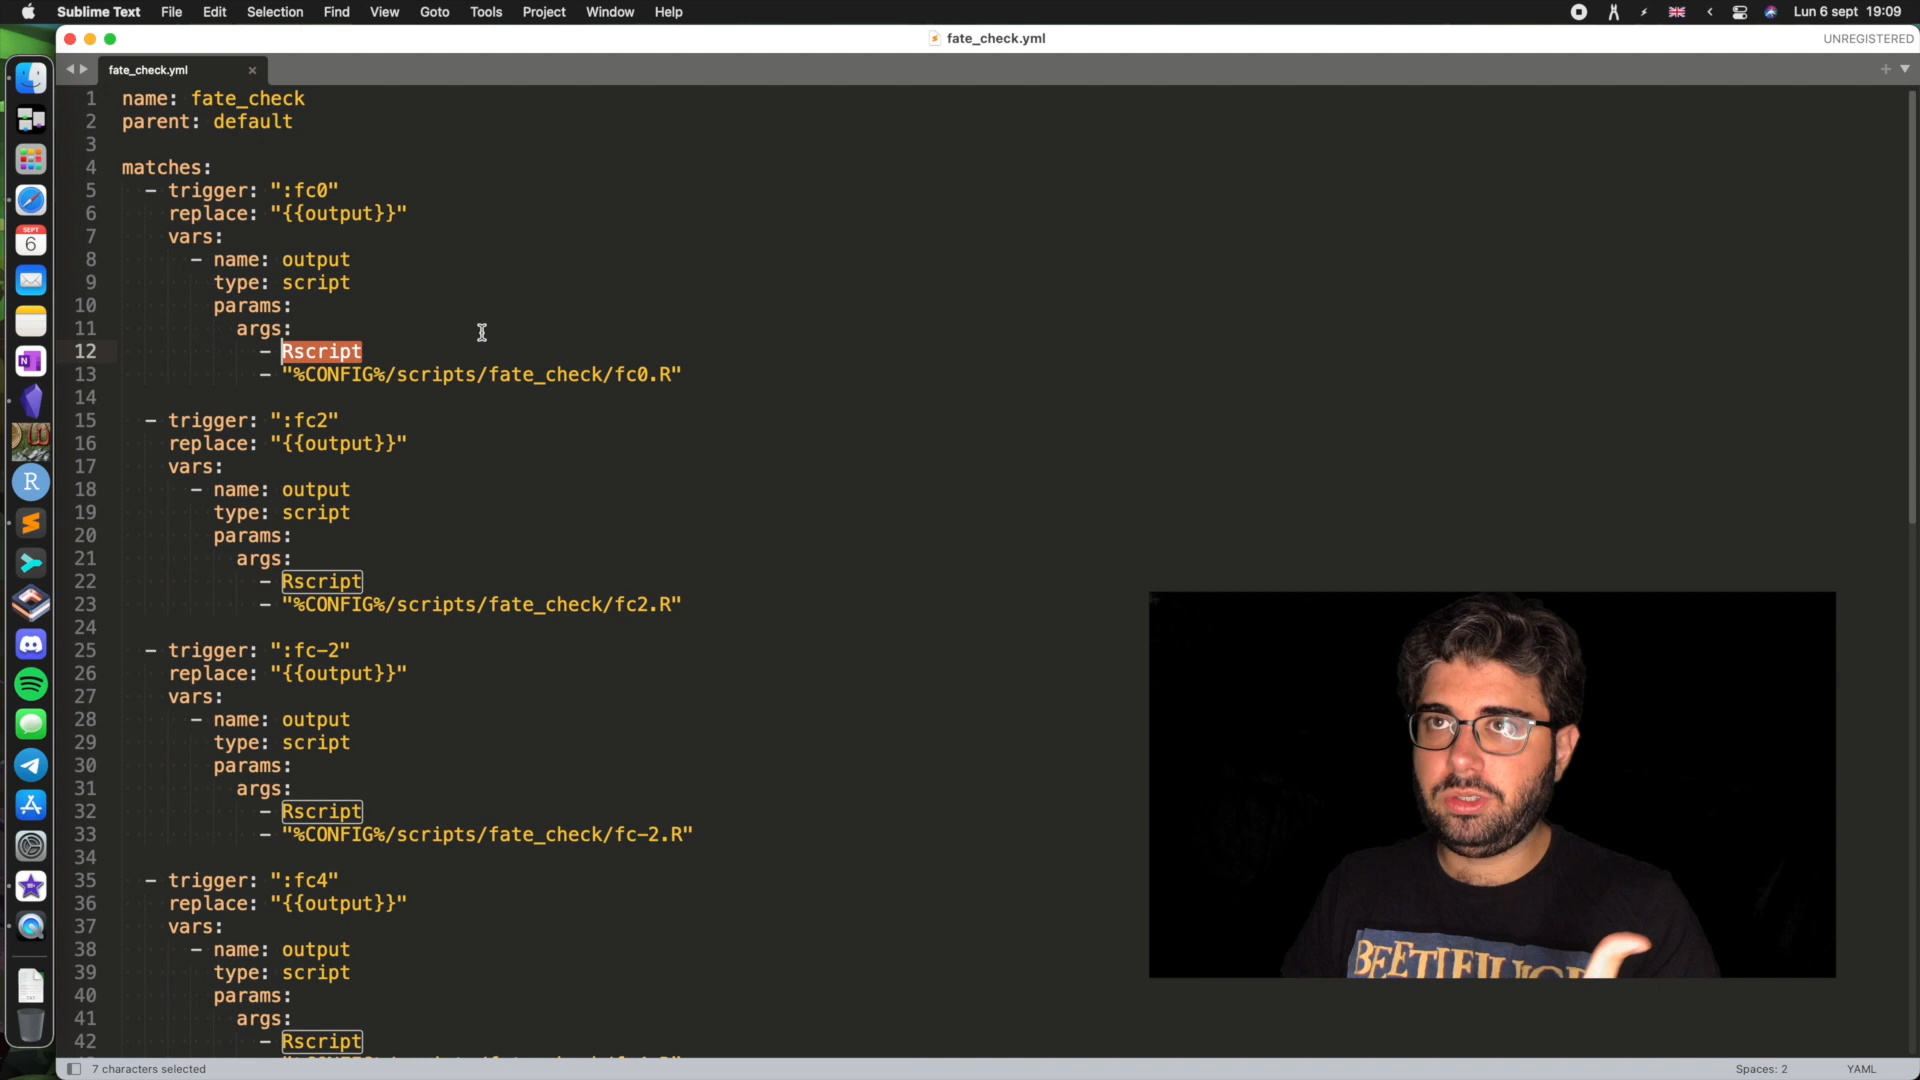 Sublime Text File Edit Selection Find View Goto Tools Project Window Help Lun 6 sept 19:09
fate_check.yml UNREGISTERED
fate_check.yml
1 name: fate_check
2 parent: default
3
4 matches:
5 - trigger: ":fc0"
6 replace: "{{output}}"
7 vars:
8 - name: output
9 type: script
10 params:
11 args:
12 - Rscript
13 - "%CONFIG%/scripts/fate_check/fc0.R"
14
15 - trigger: ":fc2"
16 replace: "{{output}}"
17 vars:
18 - name: output
19 type: script
20 params:
21 args:
22 - Rscript
23 - "%CONFIG%/scripts/fate_check/fc2.R"
24
25 - trigger: ":fc-2"
26 replace: "{{output}}"
27 vars:
28 - name: output
29 type: script
30 params:
31 args:
32 - Rscript
33 - "%CONFIG%/scripts/fate_check/fc-2.R"
34
35 - trigger: ":fc4"
36 replace: "{{output}}"
37 vars:
38 - name: output
39 type: script
40 params:
41 args:
42 - Rscript
SEPT
6
R
BEETLEJUICE
7 characters selected Spaces: 2 YAML